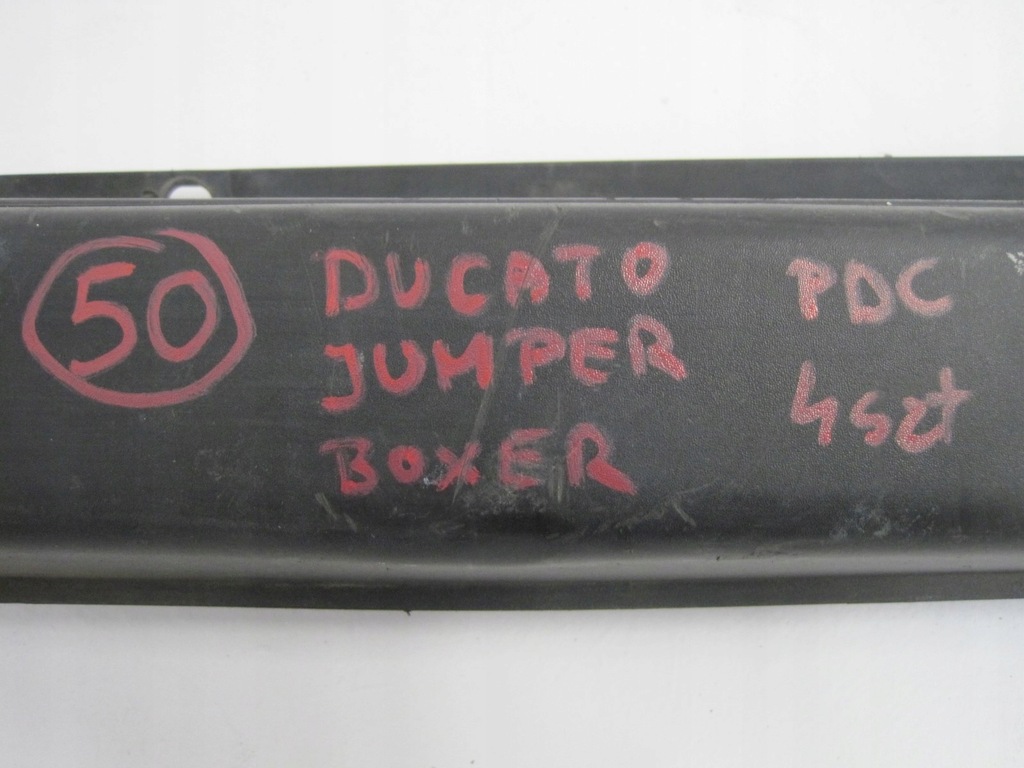 50
DUCATO
JUMPER
BOXER
PDC
4szt